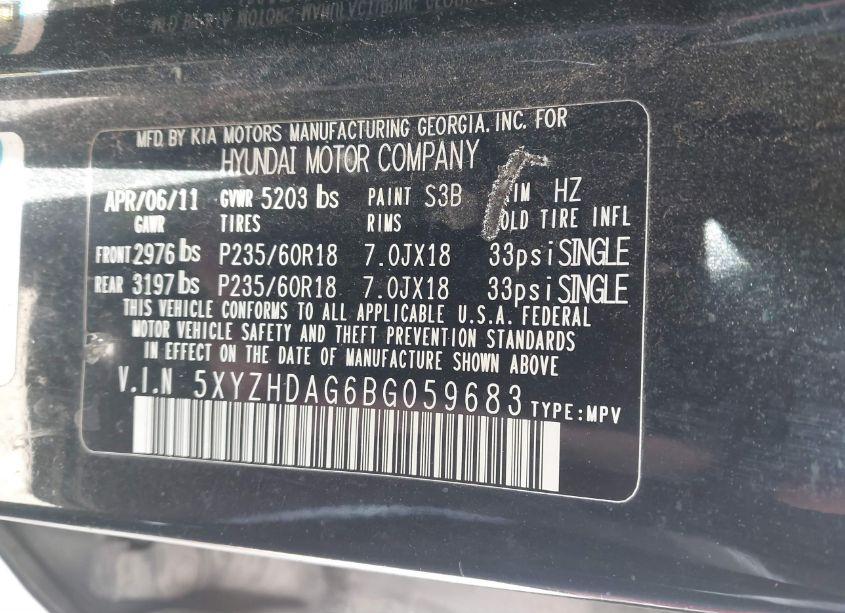 MFD BY KIA MOTORS MANUFACTURING GEORGIA. INC. FOR
HYUNDAI MOTOR COMPANY
APR/06/11 GVWR 5203 lbs PAINT S3B HZ
GAWR TIRES RIMS TIRE INFL
FRONT 2976 lbs P235/60R18 7.0JX18 33psi SINGLE
REAR 3197 lbs P235/60R18 7.0JX18 33psi SINGLE
THIS VEHICLE CONFORMS TO ALL APPLICABLE U.S.A. FEDERAL
MOTOR VEHICLE SAFETY AND THEFT PREVENTION STANDARDS
IN EFFECT ON THE DATE OF MANUFACTURE SHOWN ABOVE
V.I.N 5XYZHDAG6BG059683 TYPE:MPV